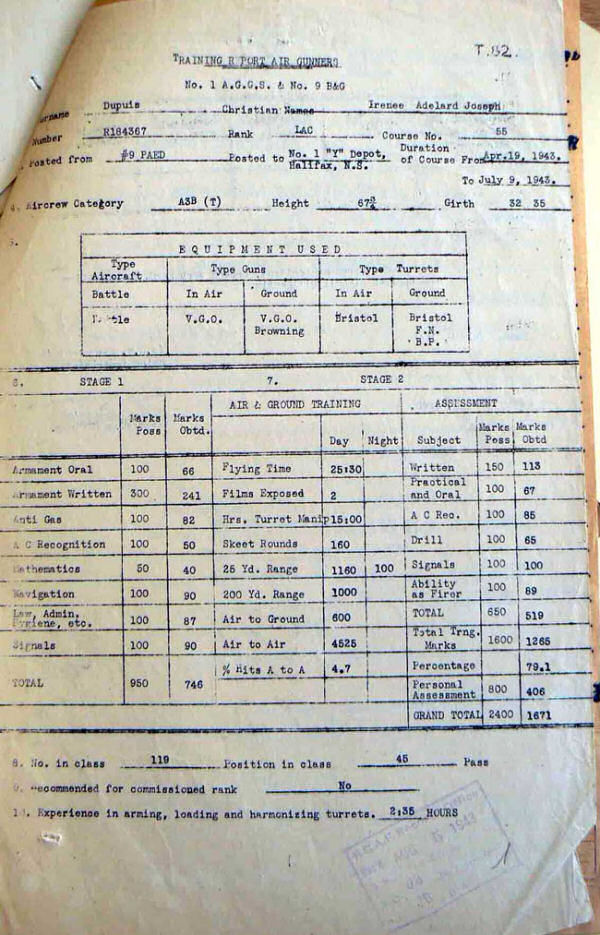 T.82.
TRAINING R PORT AIR GUNNERS
No. 1 A.G.G.S. & No. 9 B&G
Dupuis Christian Names Irenee Adelard Joseph
Number R184367 Rank LAC Course No. 55
Posted from #9 PAED Posted to No. 1 "Y" Depot, Halifax, N.S. Duration of Course From Apr.19, 1943.
To July 9, 1943.
Aircrew Category A3B (T) Height 67¾ Girth 32 35
5.
EQUIPMENT USED
Type Aircraft Type Guns Type Turrets
Battle In Air Ground In Air Ground
V.G.O. V.G.O. Browning Bristol Bristol F.N. B.P.
6. STAGE 1 7. STAGE 2
AIR & GROUND TRAINING ASSESSMENT
Marks Poss Marks Obtd. Day Night Subject Marks Poss Marks Obtd
Armament Oral 100 66 Flying Time 25:30 Written 150 113
Armament Written 300 241 Films Exposed 2 Practical and Oral 100 67
Anti Gas 100 82 Hrs. Turret Manip 15:00 A C Rec. 100 85
A C Recognition 100 50 Skeet Rounds 160 Drill 100 65
Mathematics 50 40 25 Yd. Range 1160 100 Signals 100 100
Navigation 100 90 200 Yd. Range 1000 Ability as Firer 100 89
Law, Admin. Hygiene, etc. 100 87 Air to Ground 600 TOTAL 650 519
Signals 100 90 Air to Air 4525 Total Trng. Marks 1600 1265
% Hits A to A 4.7 Percentage 79.1
TOTAL 950 746 Personal Assessment 800 406
GRAND TOTAL 2400 1671
8. No. in class 119 Position in class 45 Pass
9. Recommended for commissioned rank No
10. Experience in arming, loading and harmonizing turrets. 2:35 HOURS
AUG 1943